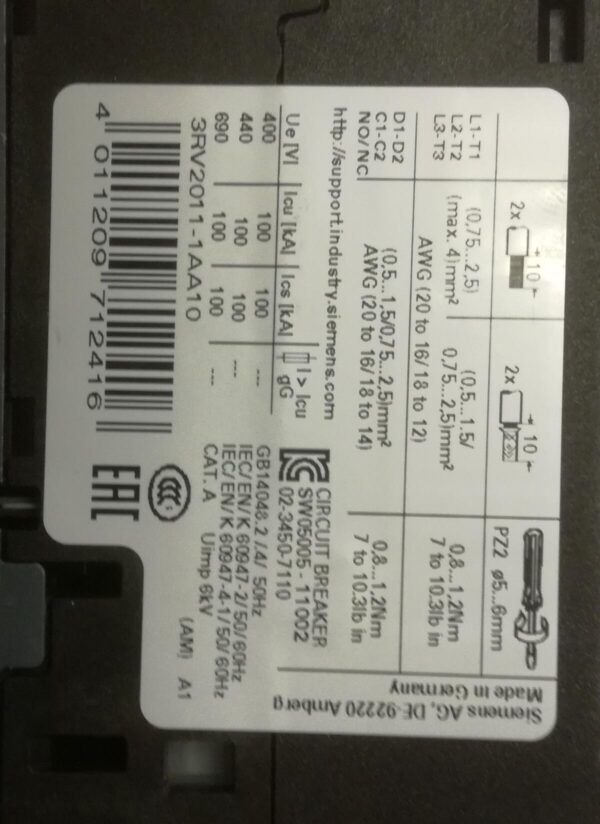 10
10
2x
2x
PZ2 ø5...6mm
L1-T1
L2-T2
L3-T3
(0,75...2,5)
(max. 4)mm²
(0,5...1,5/
0,75...2,5)mm²
AWG (20 to 16/18 to 12)
0,8...1,2Nm
7 to 10.3lb in
D1-D2
C1-C2
NO/NC
(0,5...1,5/0,75...2,5)mm²
AWG (20 to 16/18 to 14)
0,8...1,2Nm
7 to 10.3lb in
http://support.industry.siemens.com
Ue [V] Icu [kA] Ics [kA] I > Icu
gG
400 100 100 ---
440 100 100 ---
690 100 100 ---
3RV2011-1AA10
4 011209 712416
CIRCUIT BREAKER
SW05005 - 11002
02-3450-7110
GB14048.2 /.4/ 50Hz
IEC/EN/K 60947-2/50/60Hz
IEC/EN/K 60947-4-1/50/60Hz
CAT. A Uimp 6kV
(AM) A1
CCC
EAC
Siemens AG, DE-92220 Amberg
Made in Germany